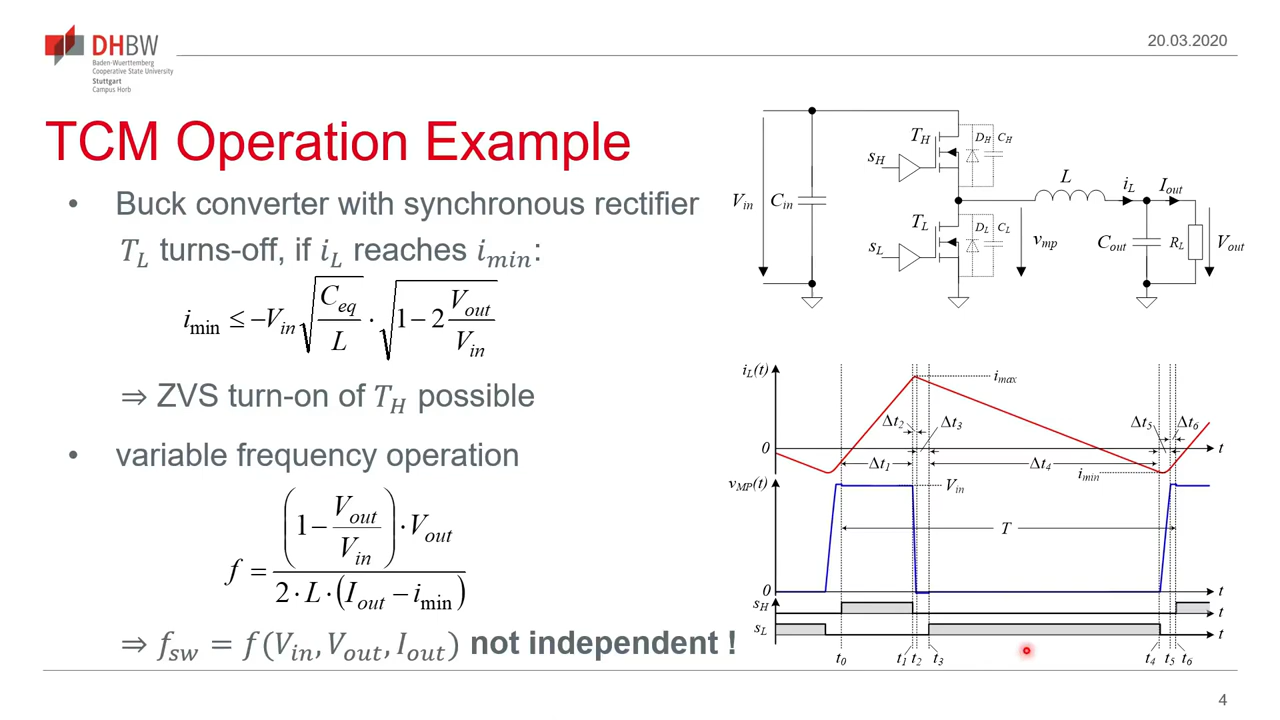 DHBW
Baden-Wuerttemberg
Cooperative State University
Stuttgart
Campus Horb
20.03.2020
TCM Operation Example
• Buck converter with synchronous rectifier
T_L turns-off, if i_L reaches i_min:
i_min ≤ −V_in √(C_eq / L) · √(1 − 2 V_out / V_in)
⇒ ZVS turn-on of T_H possible
• variable frequency operation
f = (1 − V_out / V_in) · V_out / (2 · L · (I_out − i_min))
⇒ f_sw = f(V_in, V_out, I_out) not independent !
T_H D_H C_H
s_H
V_in C_in
L i_L I_out
T_L D_L C_L
s_L
v_mp C_out R_L V_out
i_L(t)
i_max
Δt_2 Δt_3 Δt_5 Δt_6
0 t
Δt_1 Δt_4 i_min
v_MP(t) V_in
T
0 t
s_H t
s_L t
t_0 t_1 t_2 t_3 t_4 t_5 t_6
4